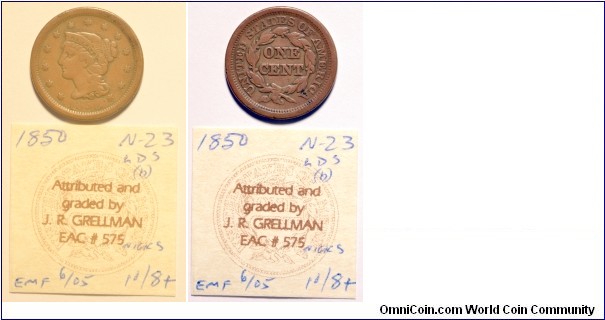 UNITED STATES OF AMERICA
ONE
CENT
1850 N-23
LDS
(b)
Attributed and
graded by
J. R. GRELLMAN
EAC # 575
NICKS
EMF 6/05 10/8+
1850 N-23
LDS
(b)
Attributed and
graded by
J. R. GRELLMAN
EAC # 575
NICKS
EMF 6/05 10/8+
OmniCoin.com World Coin Community